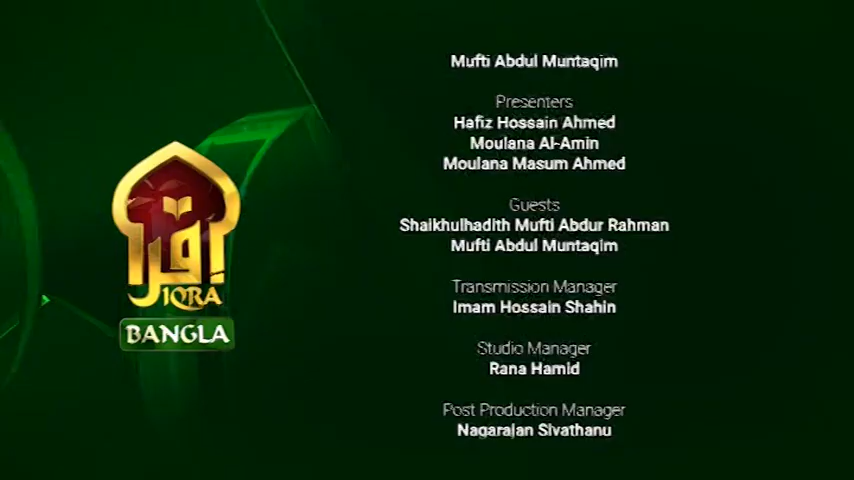 اقرأ
IQRA
BANGLA
Mufti Abdul Muntaqim
Presenters
Hafiz Hossain Ahmed
Moulana Al-Amin
Moulana Masum Ahmed
Guests
Shaikhulhadith Mufti Abdur Rahman
Mufti Abdul Muntaqim
Transmission Manager
Imam Hossain Shahin
Studio Manager
Rana Hamid
Post Production Manager
Nagarajan Sivathanu